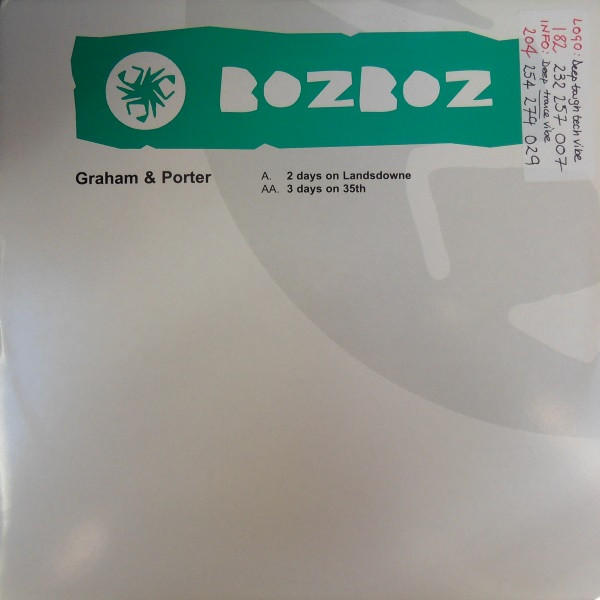 BOZBOZ
Graham & Porter
A. 2 days on Landsdowne
AA. 3 days on 35th
LOGO: Deep tough tech vibe
182 232 257 007
INFO: Deep trance vibe
204 254 279 029